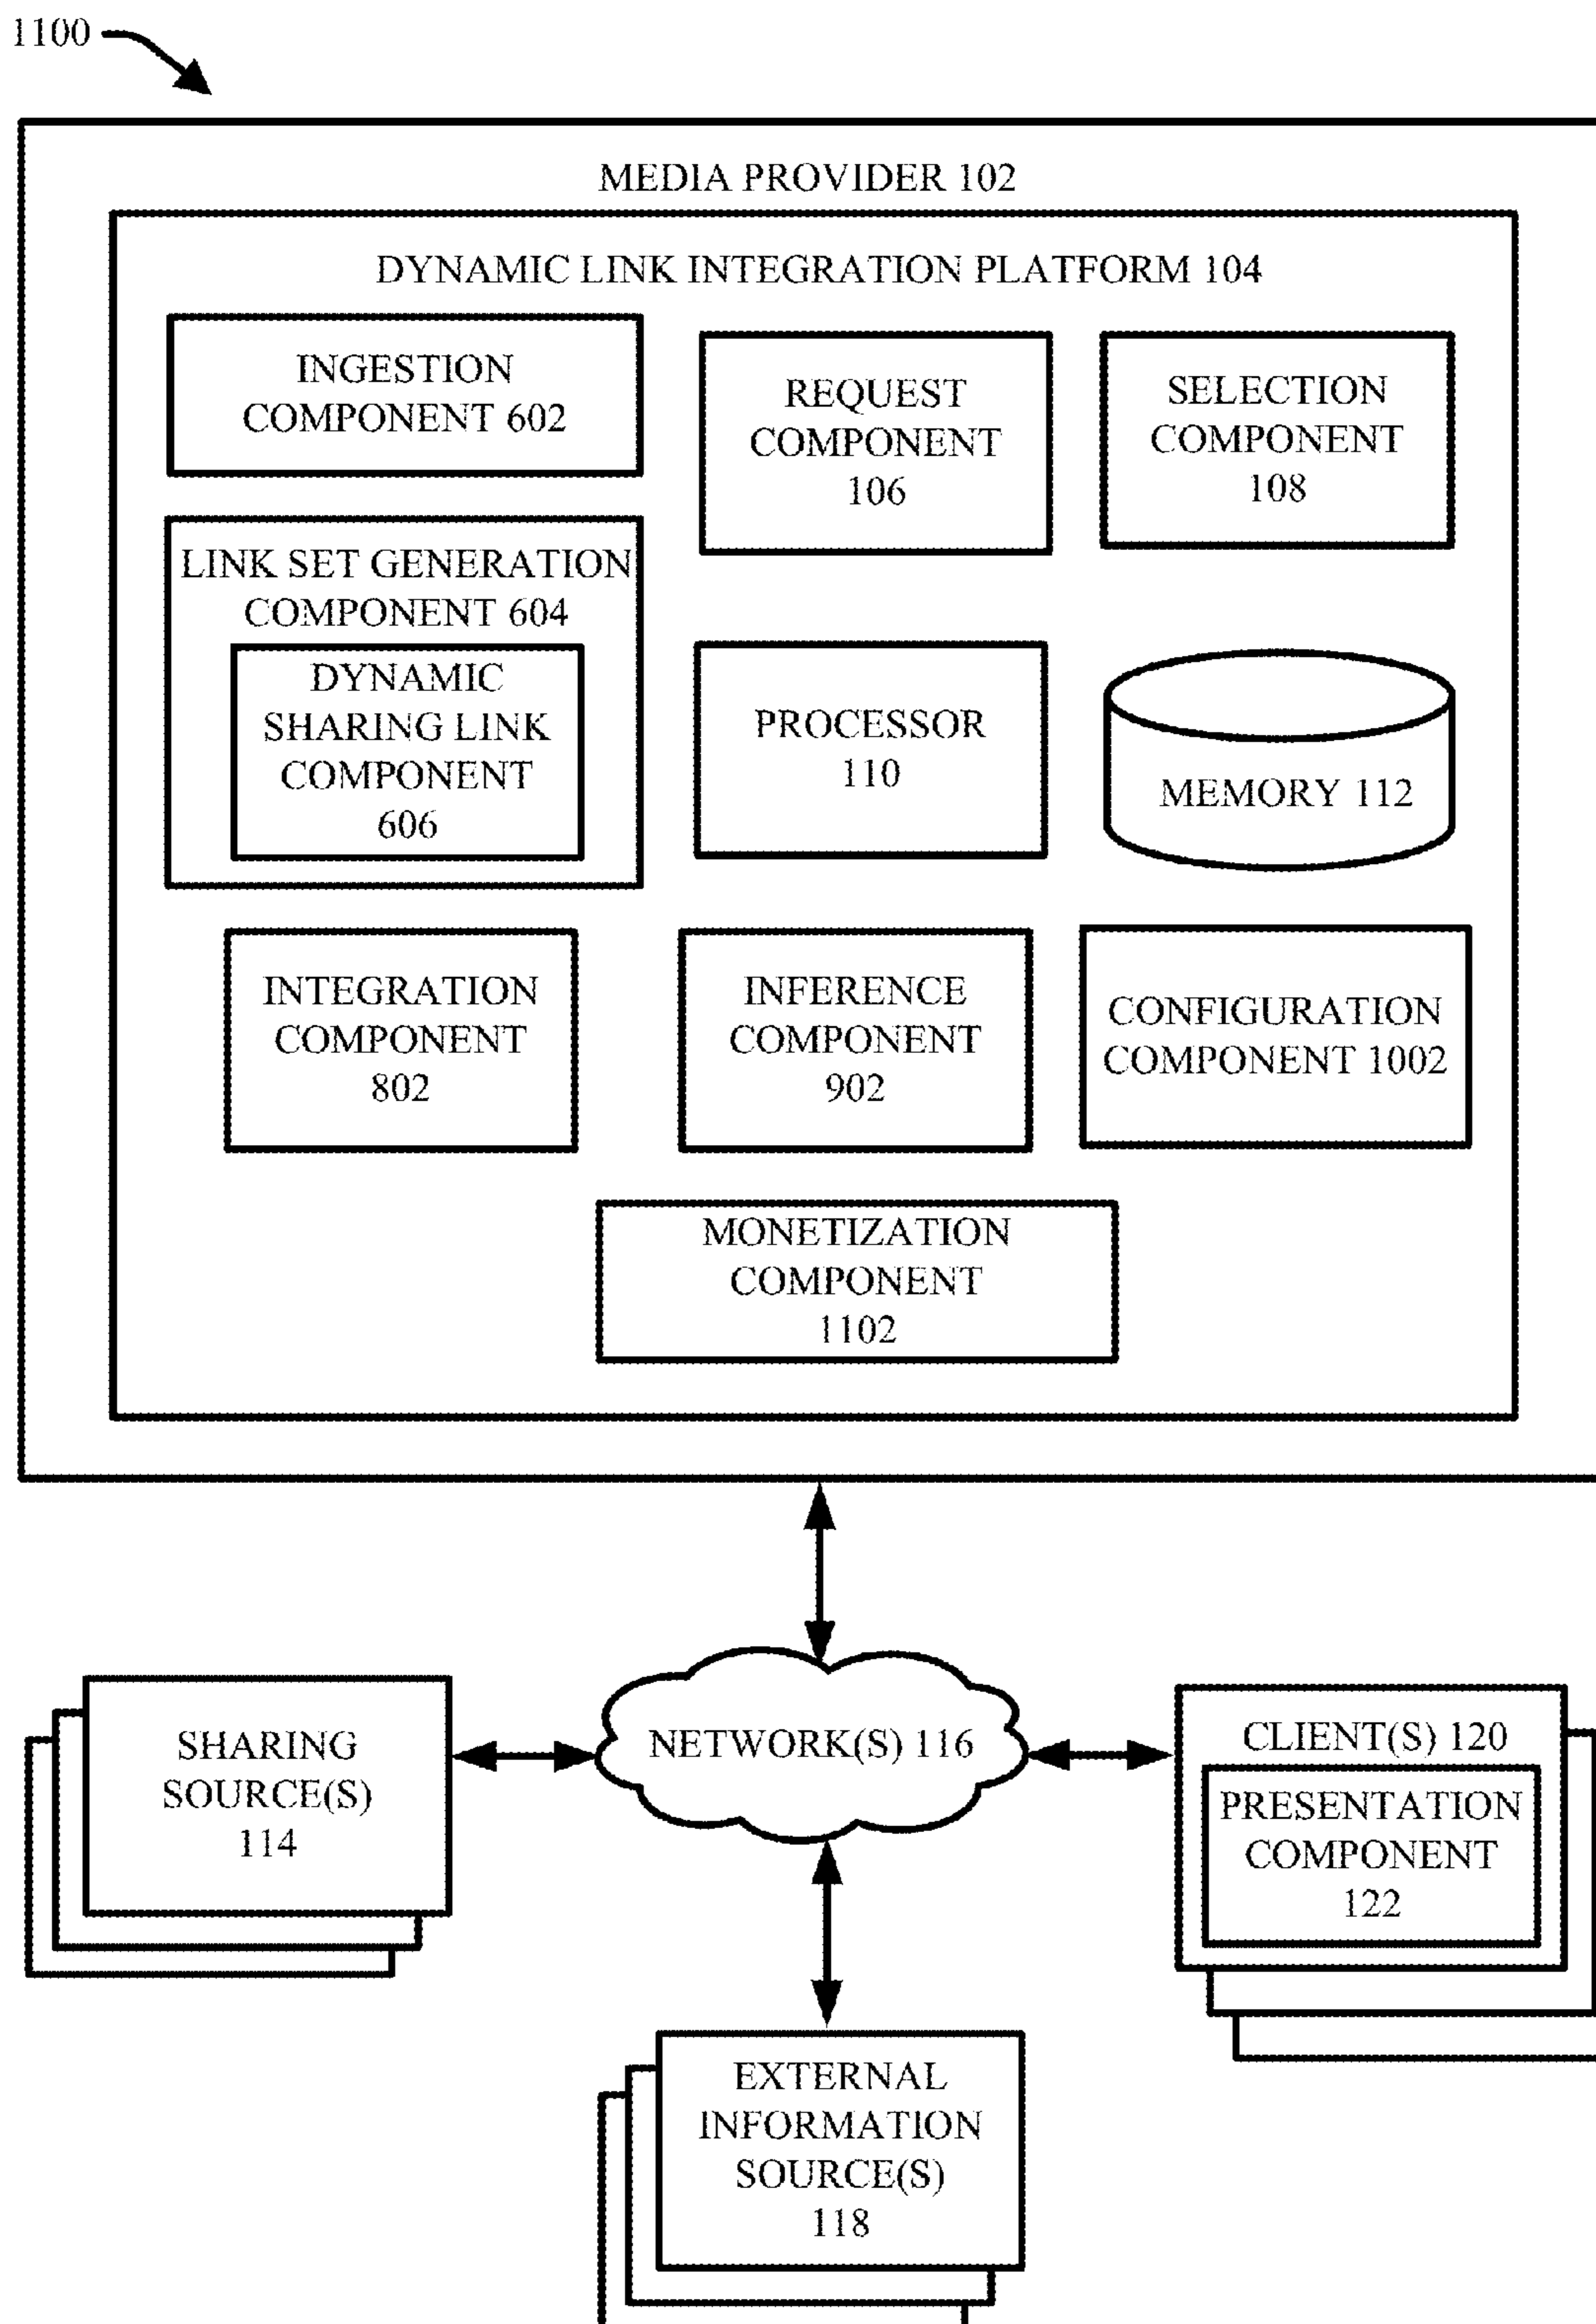 1100
MEDIA PROVIDER 102
DYNAMIC LINK INTEGRATION PLATFORM 104
INGESTION
COMPONENT 602
REQUEST
COMPONENT
106
SELECTION
COMPONENT
108
LINK SET GENERATION
COMPONENT 604
DYNAMIC
SHARING LINK
COMPONENT
606
PROCESSOR
110
MEMORY 112
INTEGRATION
COMPONENT
802
INFERENCE
COMPONENT
902
CONFIGURATION
COMPONENT 1002
MONETIZATION
COMPONENT
1102
SHARING
SOURCE(S)
114
NETWORK(S) 116
CLIENT(S) 120
PRESENTATION
COMPONENT
122
EXTERNAL
INFORMATION
SOURCE(S)
118